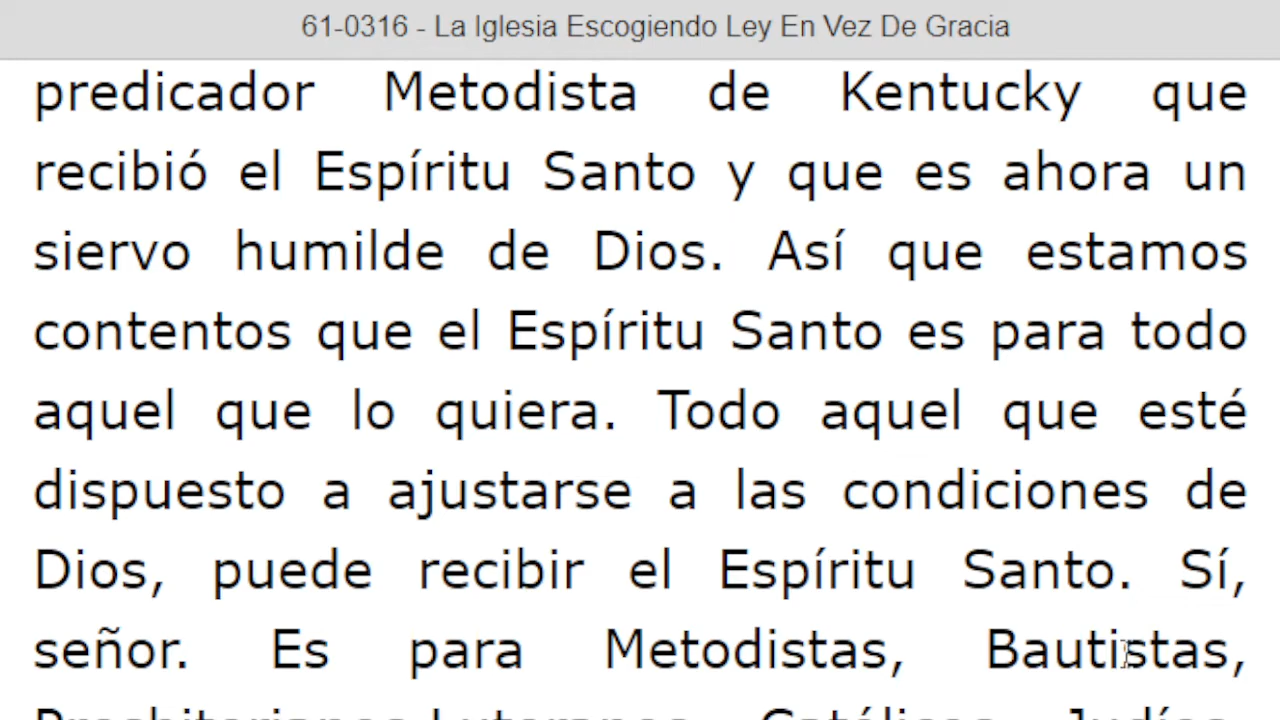 61-0316 - La Iglesia Escogiendo Ley En Vez De Gracia
predicador Metodista de Kentucky que
recibió el Espíritu Santo y que es ahora un
siervo humilde de Dios. Así que estamos
contentos que el Espíritu Santo es para todo
aquel que lo quiera. Todo aquel que esté
dispuesto a ajustarse a las condiciones de
Dios, puede recibir el Espíritu Santo. Sí,
señor. Es para Metodistas, Bautistas,